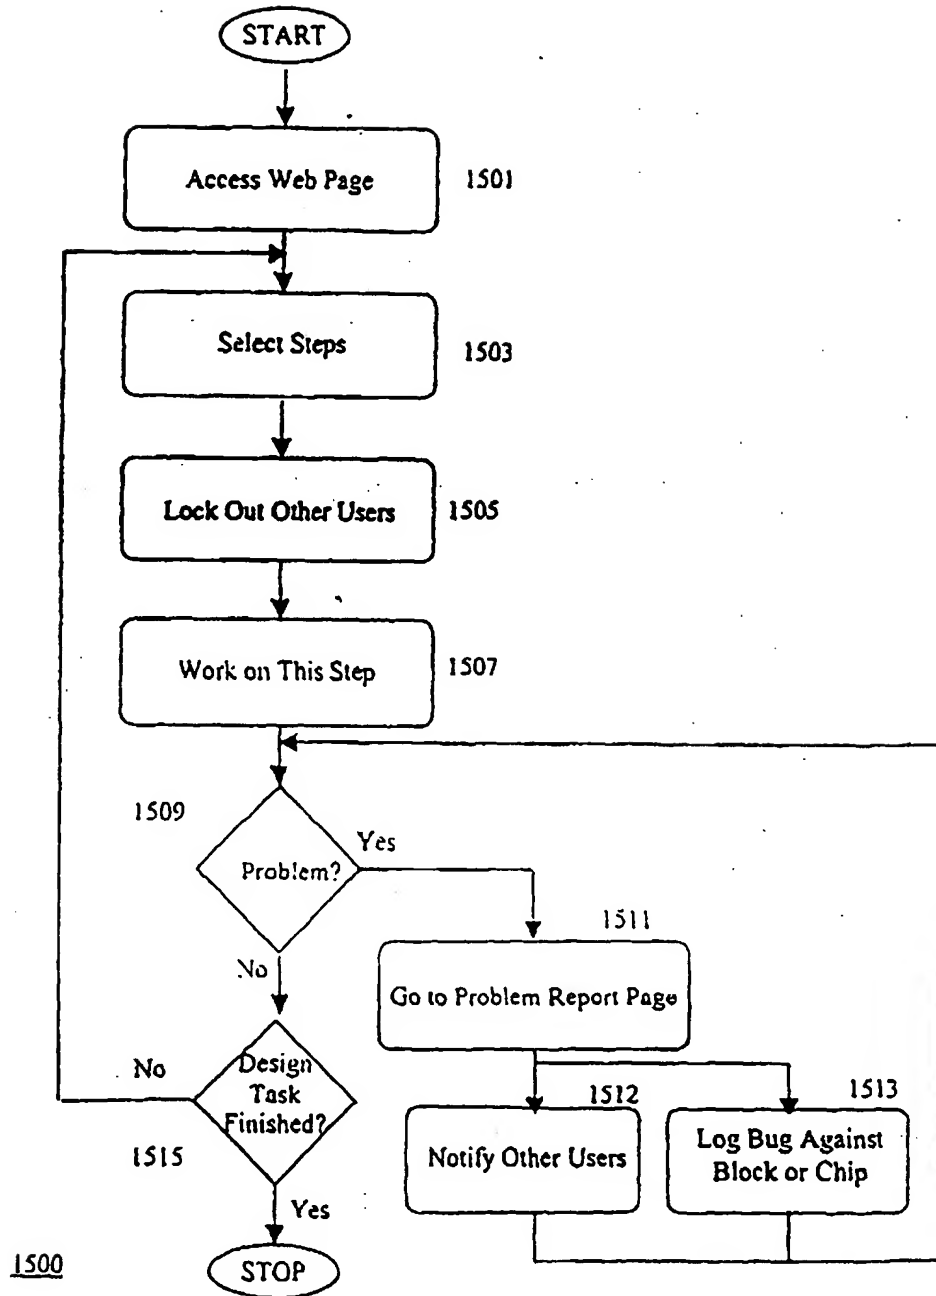 START
Access Web Page
1501
Select Steps
1503
Lock Out Other Users
1505
Work on This Step
1507
1509
Problem?
Yes
No
1511
Go to Problem Report Page
No
Design
Task
Finished?
1515
Yes
1512
Notify Other Users
1513
Log Bug Against
Block or Chip
1500
STOP